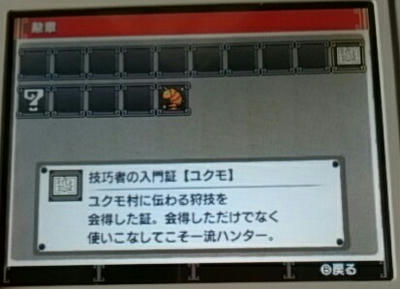 勲章
技巧者の入門証【ユクモ】
ユクモ村に伝わる狩技を
会得した証。会得しただけでなく
使いこなしてこそ一流ハンター。
Ⓑ戻る